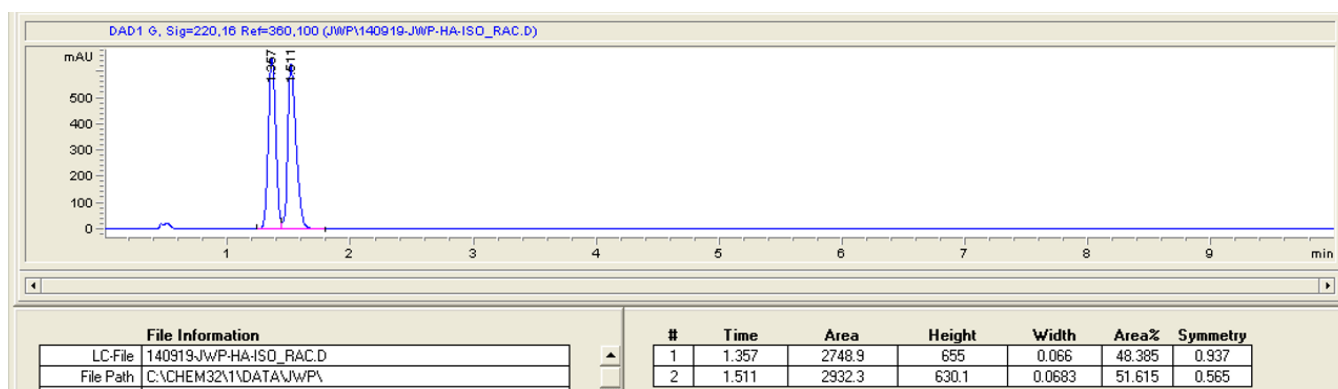 DAD1 G, Sig=220,16 Ref=360,100 (JWP\140919-JWP-HA-ISO_RAC.D)
mAU
1.357
1.511
500
400
300
200
100
0
1 2 3 4 5 6 7 8 9 min
File Information
LC-File 140919-JWP-HA-ISO_RAC.D
File Path C:\CHEM32\1\DATA\JWP\
# Time Area Height Width Area% Symmetry
1 1.357 2748.9 655 0.066 48.385 0.937
2 1.511 2932.3 630.1 0.0683 51.615 0.565